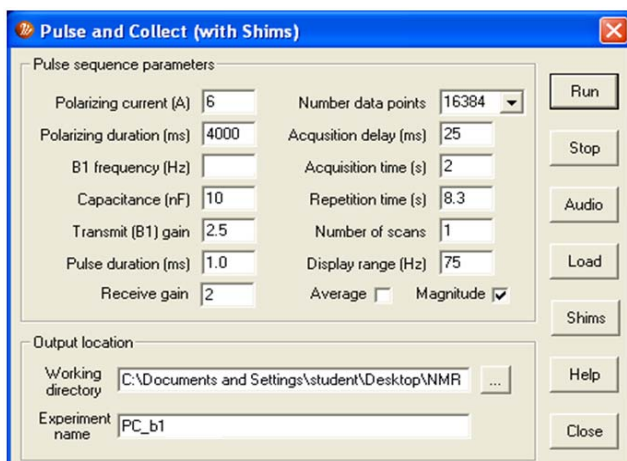 Pulse and Collect (with Shims)
Pulse sequence parameters
Polarizing current (A) 6
Number data points 16384
Polarizing duration (ms) 4000
Acqusition delay (ms) 25
B1 frequency (Hz)
Acquisition time (s) 2
Capacitance (nF) 10
Repetition time (s) 8.3
Transmit (B1) gain 2.5
Number of scans 1
Pulse duration (ms) 1.0
Display range (Hz) 75
Receive gain 2
Average
Magnitude
Run
Stop
Audio
Load
Shims
Help
Close
Output location
Working directory C:\Documents and Settings\student\Desktop\NMR ...
Experiment name PC_b1